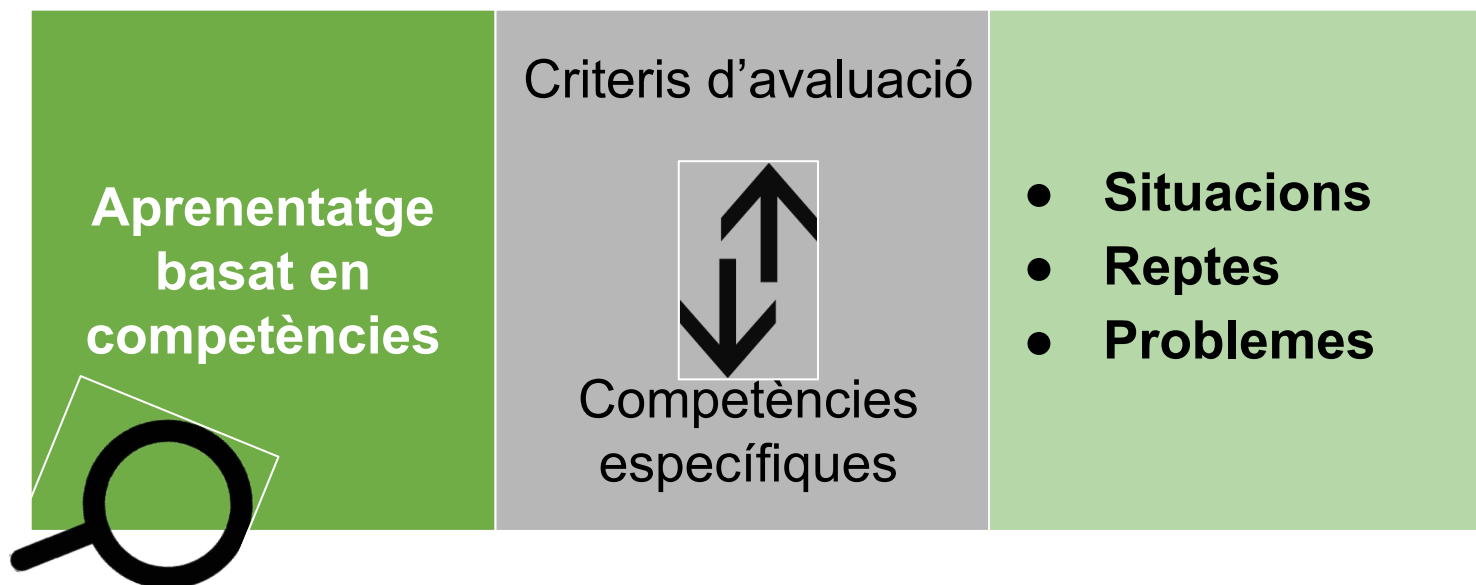 Aprenentatge
basat en
competències
Criteris d’avaluació
Competències
específiques
● Situacions
● Reptes
● Problemes